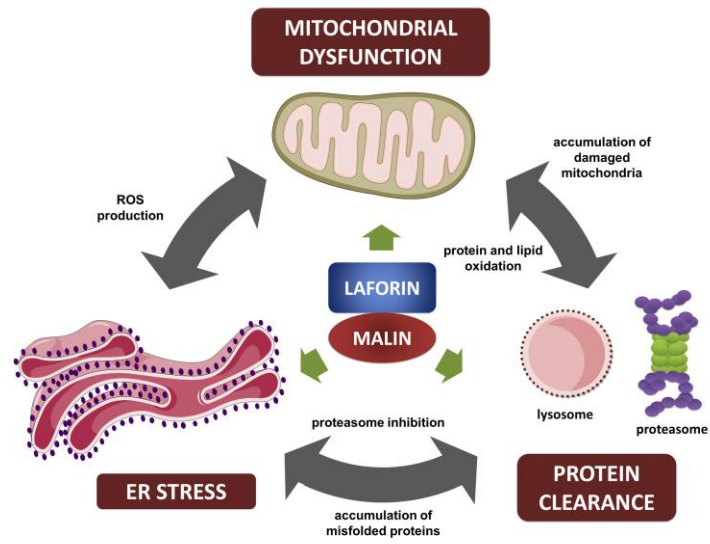 MITOCHONDRIAL
DYSFUNCTION
accumulation of
damaged
mitochondria
ROS
production
protein and lipid
oxidation
LAFORIN
MALIN
lysosome
proteasome
proteasome inhibition
ER STRESS
PROTEIN
CLEARANCE
accumulation of
misfolded proteins